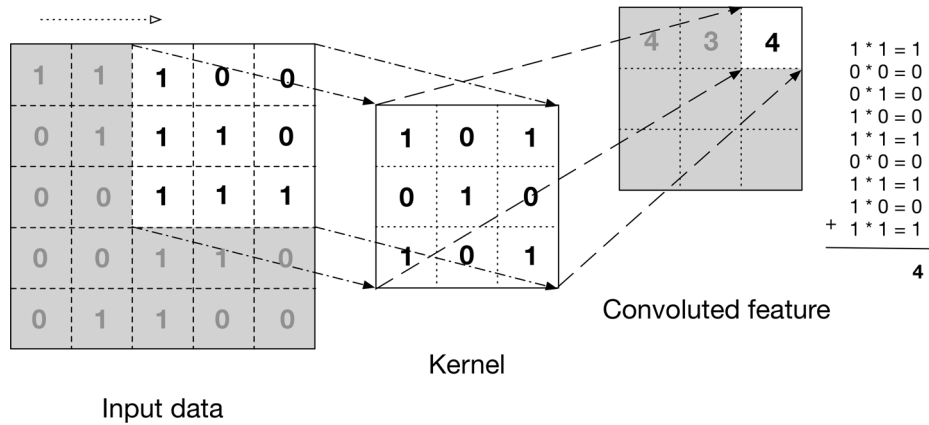 1 1 1 0 0
0 1 1 1 0
0 0 1 1 1
0 0 1 1 0
0 1 1 0 0
Input data
1 0 1
0 1 0
1 0 1
Kernel
4 3 4
Convoluted feature
1 * 1 = 1
0 * 0 = 0
0 * 1 = 0
1 * 0 = 0
1 * 1 = 1
0 * 0 = 0
1 * 1 = 1
1 * 0 = 0
+ 1 * 1 = 1
4